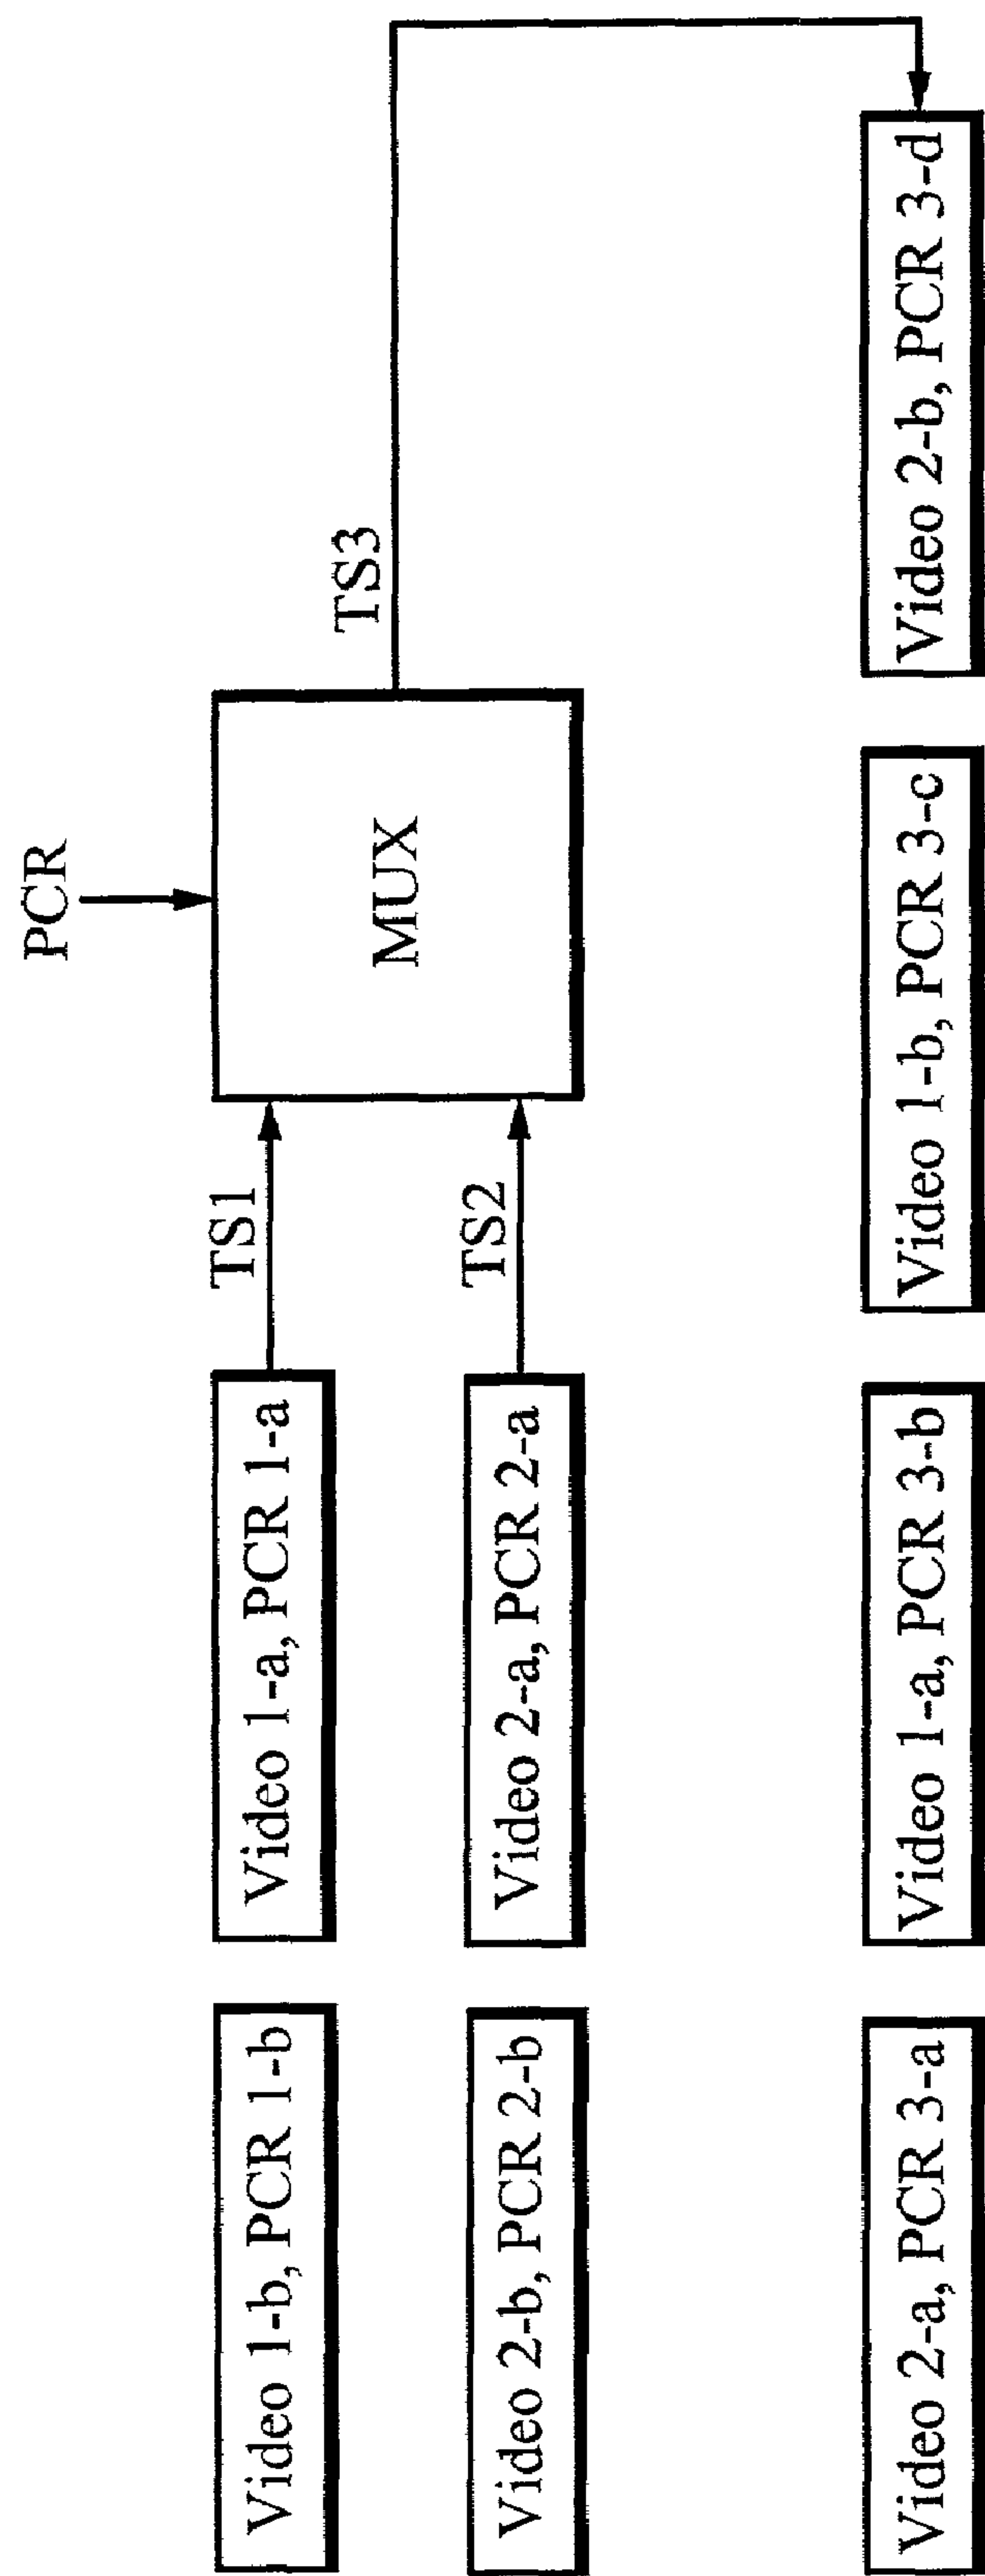 PCR
Video 1-b, PCR 1-b
Video 1-a, PCR 1-a
TS1
MUX
TS3
Video 2-b, PCR 2-b
Video 2-a, PCR 2-a
TS2
Video 2-a, PCR 3-a
Video 1-a, PCR 3-b
Video 1-b, PCR 3-c
Video 2-b, PCR 3-d